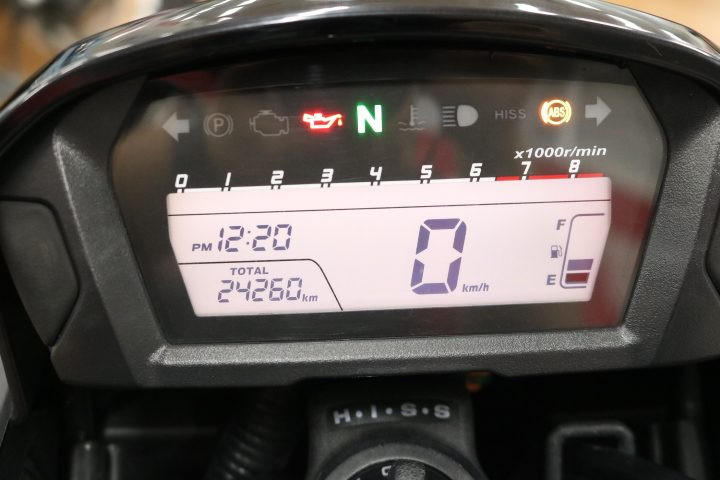 P N HISS ABS
x1000r/min
0 1 2 3 4 5 6 7 8
PM 12:20
TOTAL
24260 km
0 km/h
F
E
H·I·S·S